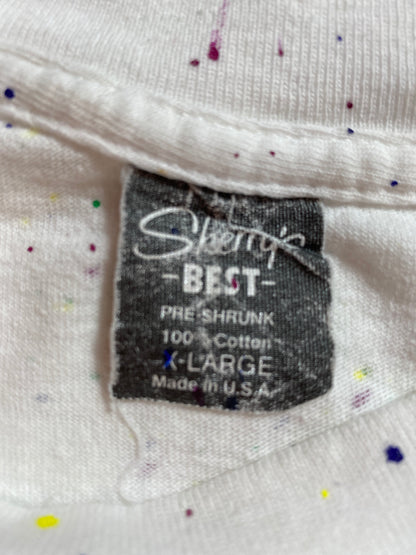 Sherry's
-BEST-
PRE-SHRUNK
100% Cotton
X-LARGE
Made in U.S.A.